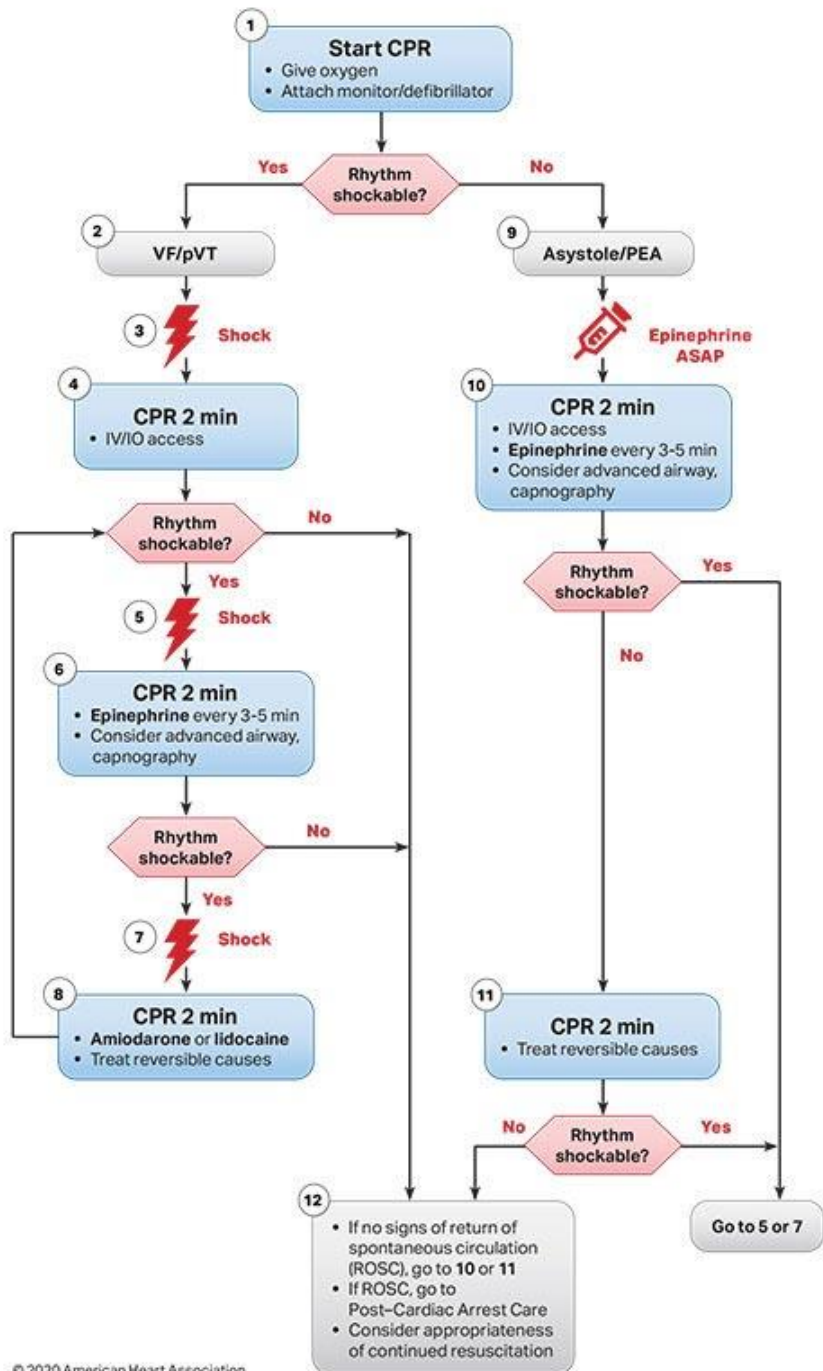 1
Start CPR
• Give oxygen
• Attach monitor/defibrillator
Yes
Rhythm
shockable?
No
2
VF/pVT
3
Shock
4
CPR 2 min
• IV/IO access
Rhythm
shockable?
No
Yes
5
Shock
6
CPR 2 min
• Epinephrine every 3-5 min
• Consider advanced airway,
capnography
Rhythm
shockable?
No
Yes
7
Shock
8
CPR 2 min
• Amiodarone or lidocaine
• Treat reversible causes
9
Asystole/PEA
Epinephrine
ASAP
10
CPR 2 min
• IV/IO access
• Epinephrine every 3-5 min
• Consider advanced airway,
capnography
Rhythm
shockable?
Yes
No
11
CPR 2 min
• Treat reversible causes
No
Rhythm
shockable?
Yes
12
• If no signs of return of
spontaneous circulation
(ROSC), go to 10 or 11
• If ROSC, go to
Post–Cardiac Arrest Care
• Consider appropriateness
of continued resuscitation
Go to 5 or 7
© 2020 American Heart Association